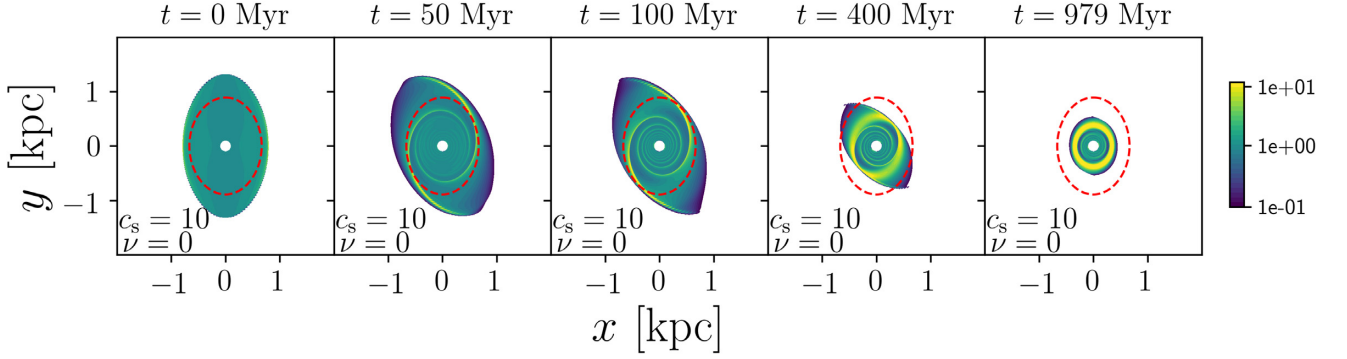 t = 0 Myr t = 50 Myr t = 100 Myr t = 400 Myr t = 979 Myr
y [kpc]
1
0
−1
c_s = 10 c_s = 10 c_s = 10 c_s = 10 c_s = 10
ν = 0 ν = 0 ν = 0 ν = 0 ν = 0
−1 0 1 −1 0 1 −1 0 1 −1 0 1 −1 0 1
x [kpc]
1e+01
1e+00
1e-01